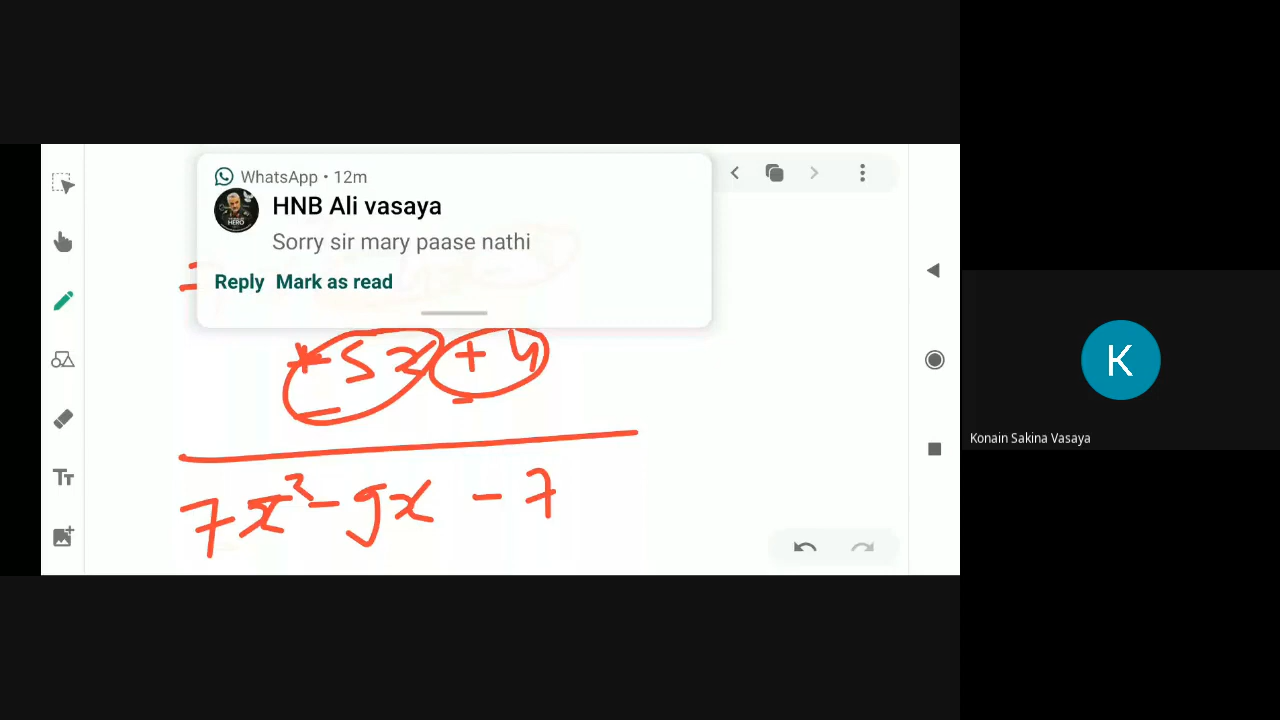 WhatsApp • 12m
HNB Ali vasaya
Sorry sir mary paase nathi
Reply Mark as read
=
5x + 4
7x² - 9x - 7
Tт
K
Konain Sakina Vasaya